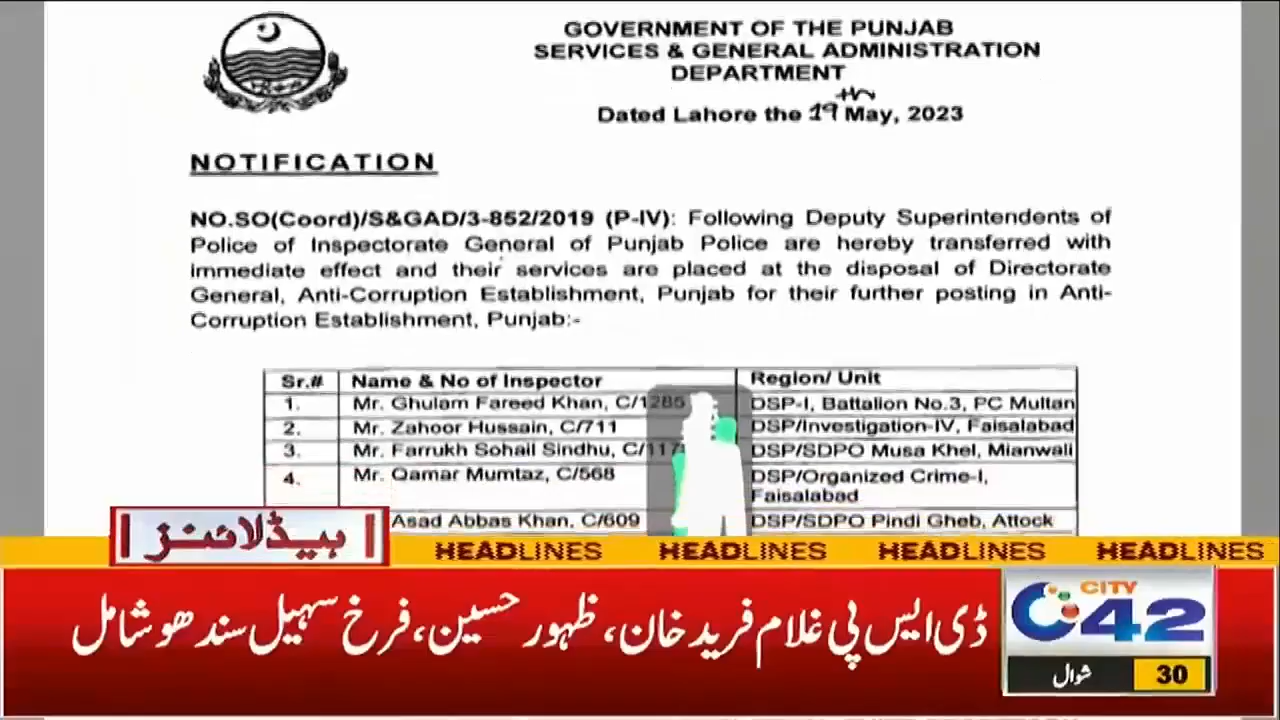 GOVERNMENT OF THE PUNJAB
SERVICES & GENERAL ADMINISTRATION
DEPARTMENT
Dated Lahore the 19th May, 2023
NOTIFICATION
NO.SO(Coord)/S&GAD/3-852/2019 (P-IV): Following Deputy Superintendents of
Police of Inspectorate General of Punjab Police are hereby transferred with
immediate effect and their services are placed at the disposal of Directorate
General, Anti-Corruption Establishment, Punjab for their further posting in Anti-
Corruption Establishment, Punjab:-
Sr.# Name & No of Inspector Region/ Unit
1. Mr. Ghulam Fareed Khan, C/1285 DSP-I, Battalion No.3, PC Multan
2. Mr. Zahoor Hussain, C/711 DSP/Investigation-IV, Faisalabad
3. Mr. Farrukh Sohail Sindhu, C/117 DSP/SDPO Musa Khel, Mianwali
4. Mr. Qamar Mumtaz, C/568 DSP/Organized Crime-I,
Faisalabad
Asad Abbas Khan, C/609 DSP/SDPO Pindi Gheb, Attock
ہیڈلائنز
HEADLINES HEADLINES HEADLINES HEADLINES
ڈی ایس پی غلام فرید خان، ظہور حسین، فرخ سہیل سندھو شامل
CITY
42
شوال 30